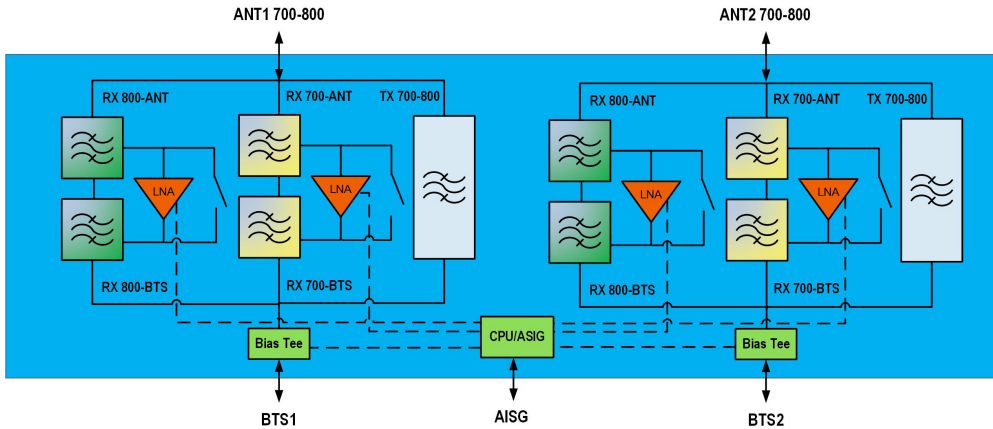 ANT1 700-800
ANT2 700-800
RX 800-ANT
RX 700-ANT
TX 700-800
RX 800-ANT
RX 700-ANT
TX 700-800
LNA
LNA
LNA
LNA
RX 800-BTS
RX 700-BTS
RX 800-BTS
RX 700-BTS
Bias Tee
CPU/ASIG
Bias Tee
BTS1
AISG
BTS2